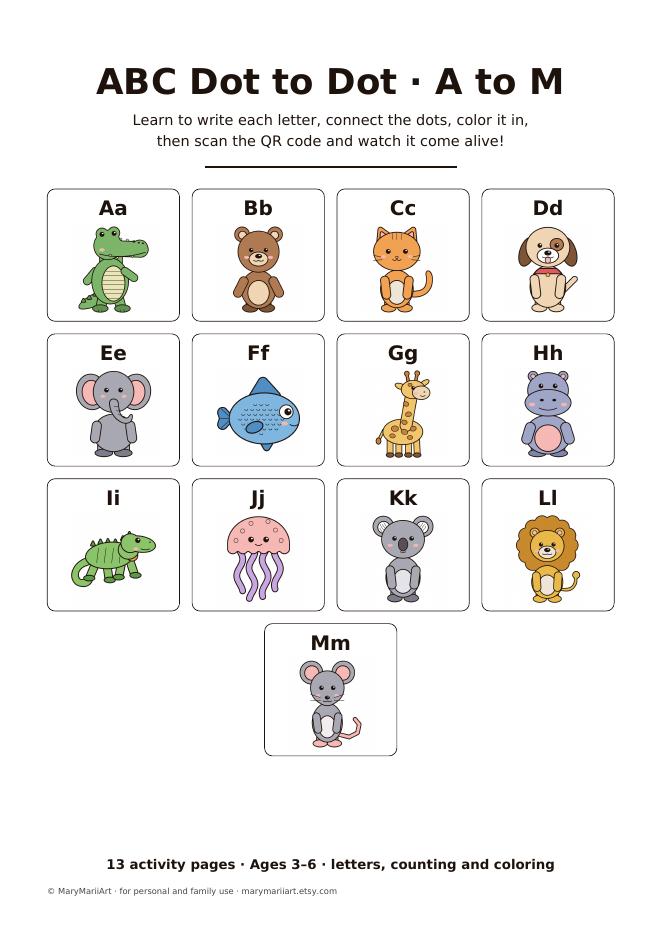 ABC Dot to Dot · A to M
Learn to write each letter, connect the dots, color it in,
then scan the QR code and watch it come alive!
Aa
Bb
Cc
Dd
Ee
Ff
Gg
Hh
Ii
Jj
Kk
Ll
Mm
13 activity pages · Ages 3–6 · letters, counting and coloring
© MaryMariiArt · for personal and family use · marymariiart.etsy.com